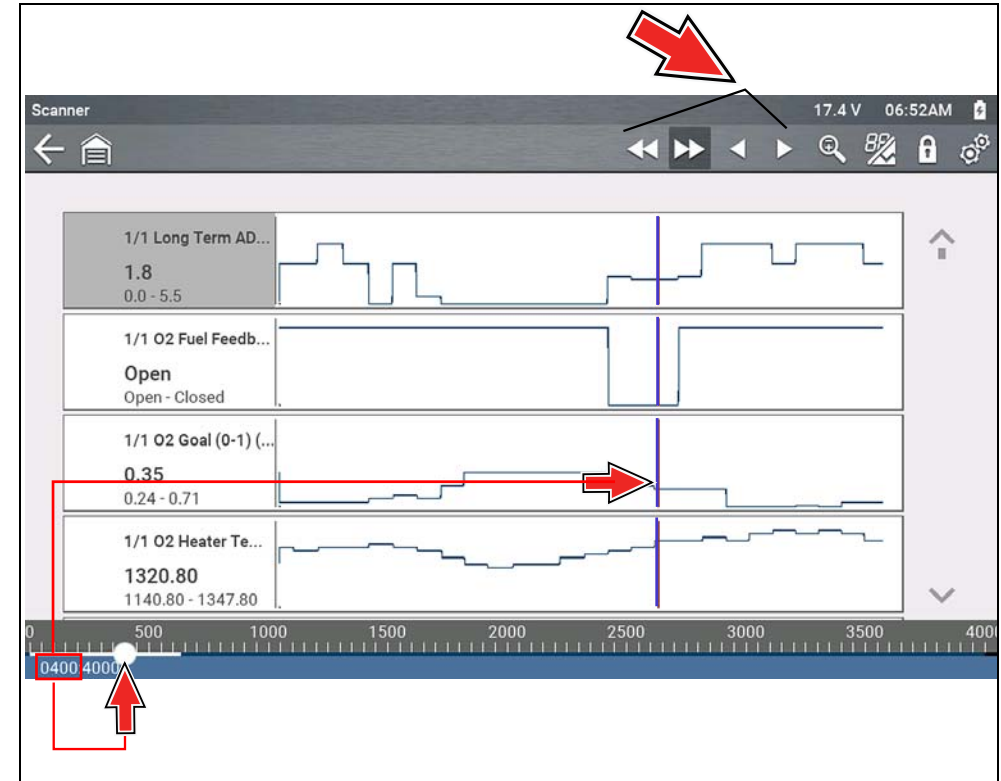 Scanner
17.4 V 06:52AM
1/1 Long Term AD...
1.8
0.0 - 5.5
1/1 O2 Fuel Feedb...
Open
Open - Closed
1/1 O2 Goal (0-1) (...
0.35
0.24 - 0.71
1/1 O2 Heater Te...
1320.80
1140.80 - 1347.80
0 500 1000 1500 2000 2500 3000 3500 400
0400 4000